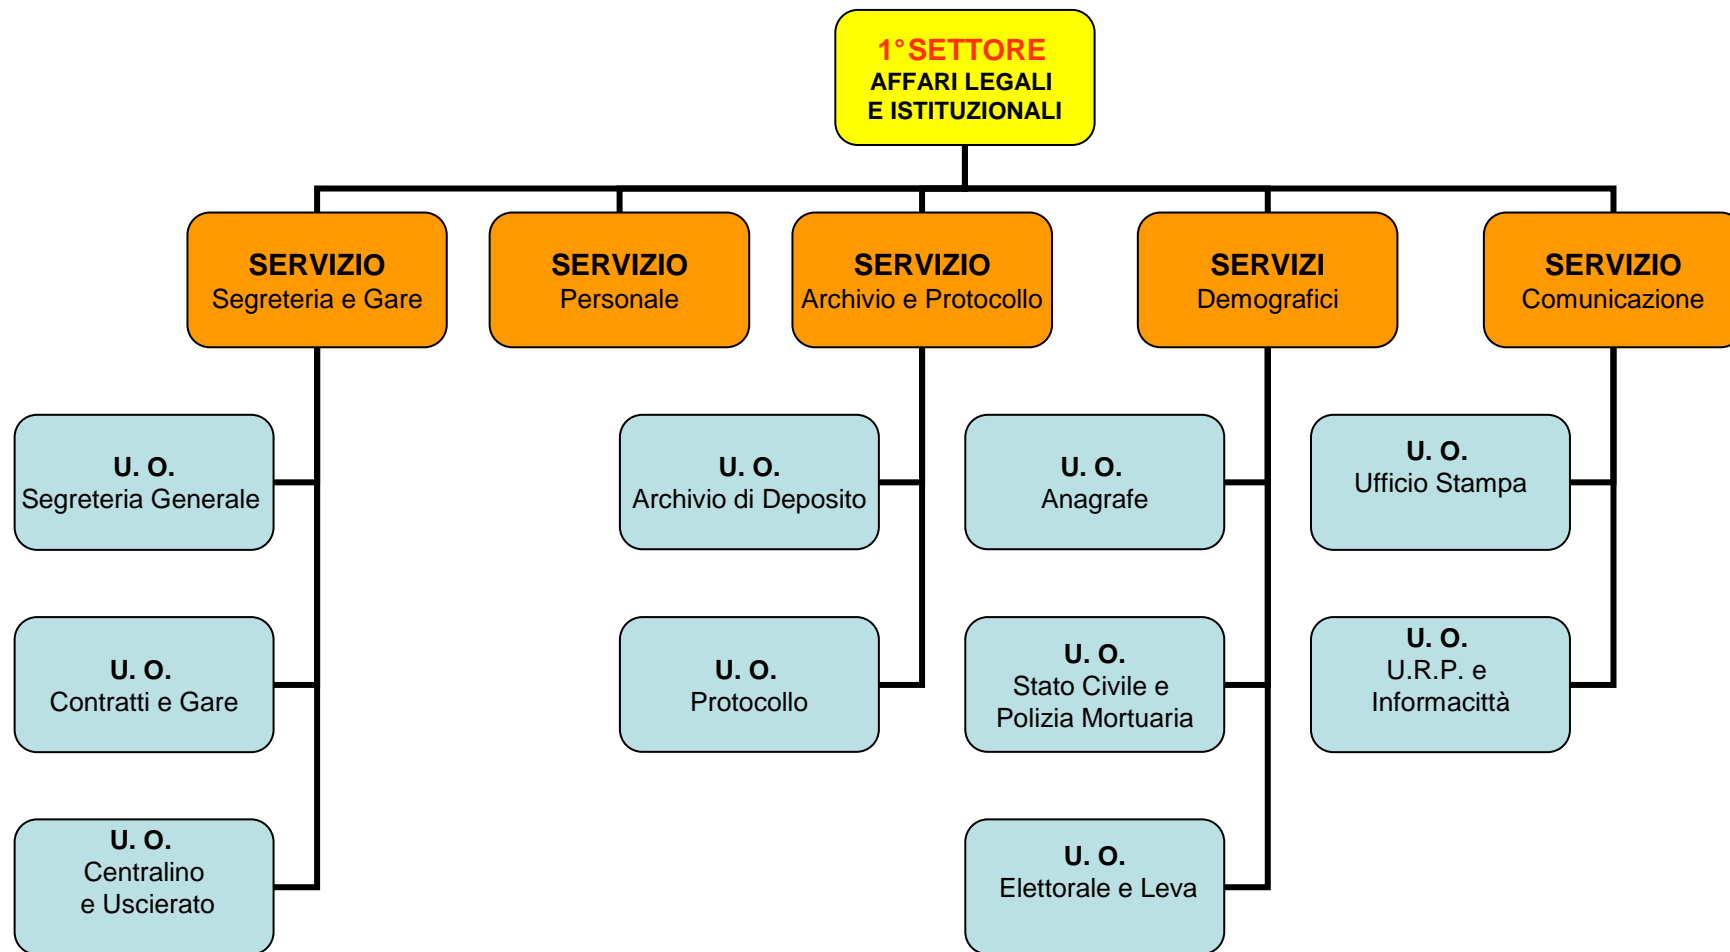 1° SETTORE
AFFARI LEGALI
E ISTITUZIONALI
SERVIZIO
Segreteria e Gare
SERVIZIO
Personale
SERVIZIO
Archivio e Protocollo
SERVIZI
Demografici
SERVIZIO
Comunicazione
U. O.
Segreteria Generale
U. O.
Archivio di Deposito
U. O.
Anagrafe
U. O.
Ufficio Stampa
U. O.
Contratti e Gare
U. O.
Protocollo
U. O.
Stato Civile e
Polizia Mortuaria
U. O.
U.R.P. e
Informacittà
U. O.
Centralino
e Uscierato
U. O.
Elettorale e Leva